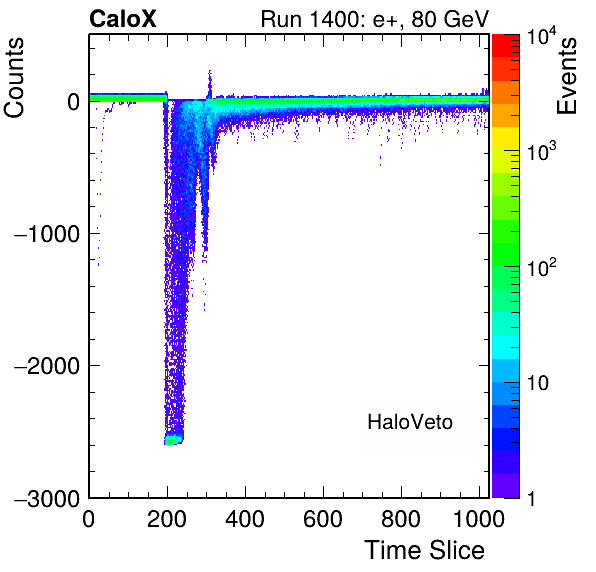 CaloX Run 1400: e+, 80 GeV
Counts
Events
0
−1000
−2000
−3000
0 200 400 600 800 1000
Time Slice
HaloVeto
10⁴
10³
10²
10
1